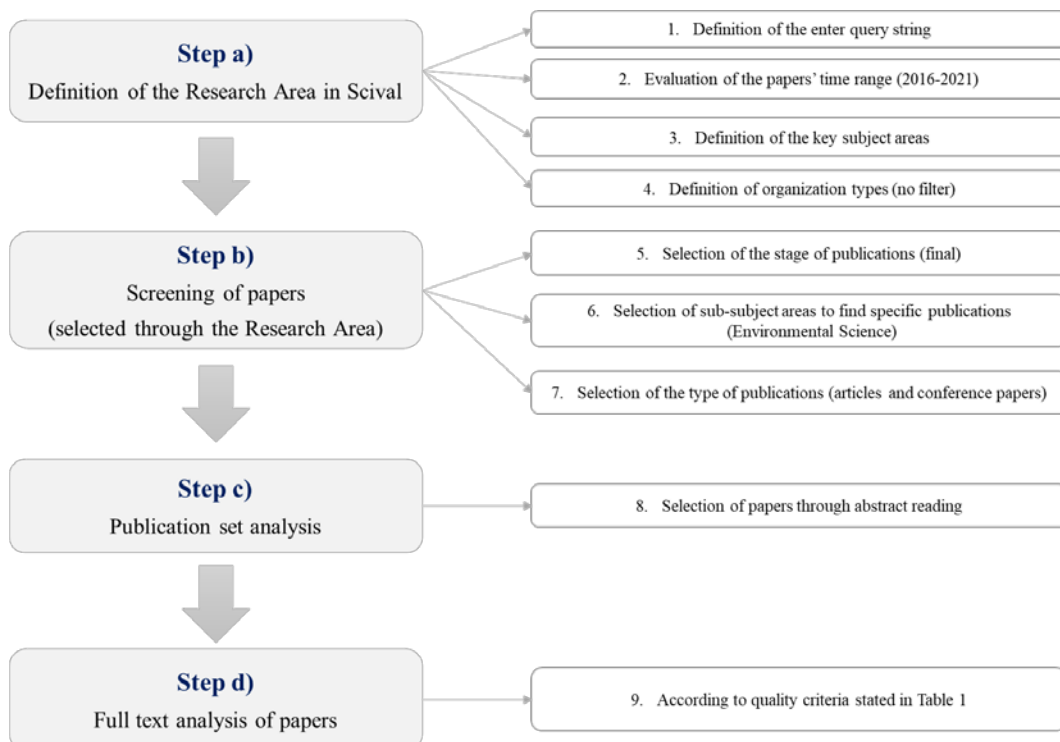 Step a)
Definition of the Research Area in Scival
1. Definition of the enter query string
2. Evaluation of the papers' time range (2016-2021)
3. Definition of the key subject areas
4. Definition of organization types (no filter)
Step b)
Screening of papers
(selected through the Research Area)
5. Selection of the stage of publications (final)
6. Selection of sub-subject areas to find specific publications
(Environmental Science)
7. Selection of the type of publications (articles and conference papers)
Step c)
Publication set analysis
8. Selection of papers through abstract reading
Step d)
Full text analysis of papers
9. According to quality criteria stated in Table 1